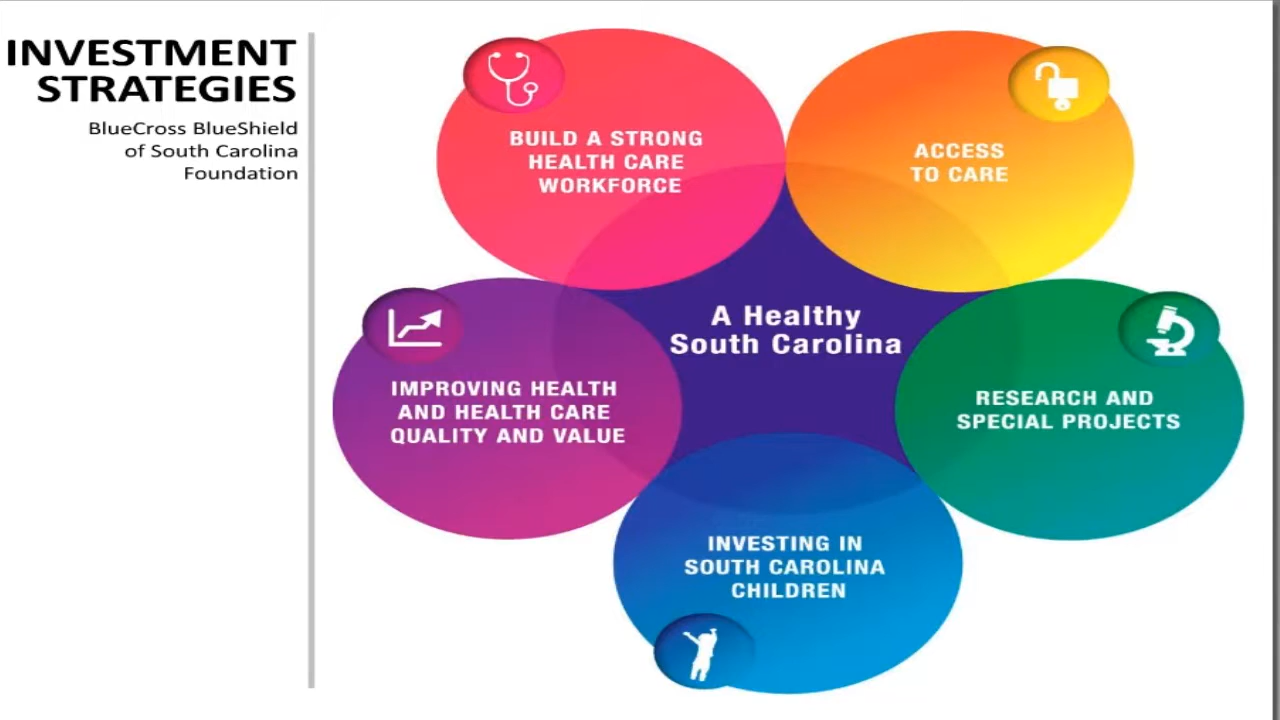 INVESTMENT
STRATEGIES
BlueCross BlueShield
of South Carolina
Foundation
BUILD A STRONG
HEALTH CARE
WORKFORCE
ACCESS
TO CARE
A Healthy
South Carolina
IMPROVING HEALTH
AND HEALTH CARE
QUALITY AND VALUE
RESEARCH AND
SPECIAL PROJECTS
INVESTING IN
SOUTH CAROLINA
CHILDREN